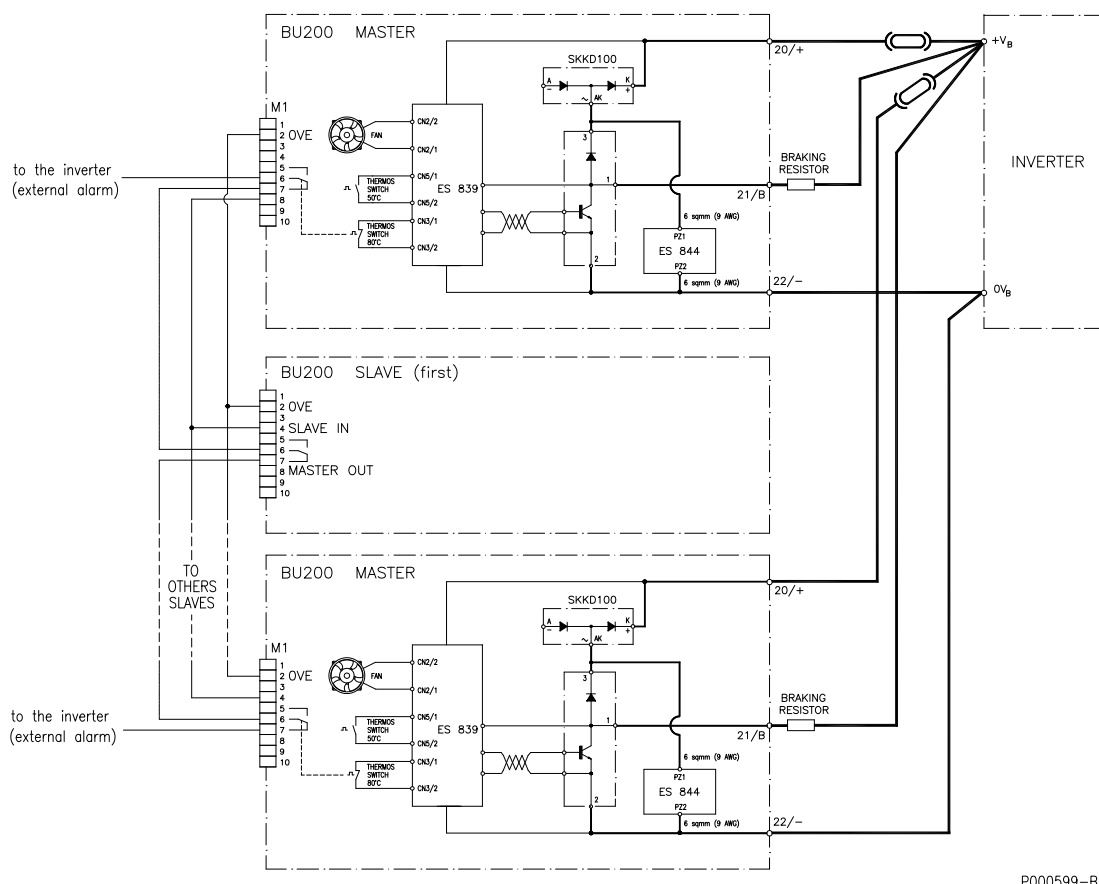 BU200 MASTER
M1
1
2 OVE
3
4
5
6
7
8
9
10
to the inverter
(external alarm)
FAN
CN2/2
CN2/1
THERMOS
SWITCH
50°C
CN5/1
CN5/2
THERMOS
SWITCH
80°C
CN3/1
CN3/2
ES 839
SKKD100
A
-
K
+
~ AK
3
1
2
6 sqmm (9 AWG)
PZ1
ES 844
PZ2
6 sqmm (9 AWG)
20/+
21/B
22/-
BRAKING
RESISTOR
+VB
INVERTER
0VB
BU200 SLAVE (first)
1
2 OVE
3
4 SLAVE IN
5
6
7
8 MASTER OUT
9
10
TO
OTHERS
SLAVES
BU200 MASTER
M1
1
2 OVE
3
4
5
6
7
8
9
10
to the inverter
(external alarm)
FAN
CN2/2
CN2/1
THERMOS
SWITCH
50°C
CN5/1
CN5/2
THERMOS
SWITCH
80°C
CN3/1
CN3/2
ES 839
SKKD100
A
-
K
+
~ AK
3
1
2
6 sqmm (9 AWG)
PZ1
ES 844
PZ2
6 sqmm (9 AWG)
20/+
21/B
22/-
BRAKING
RESISTOR
P000599-B